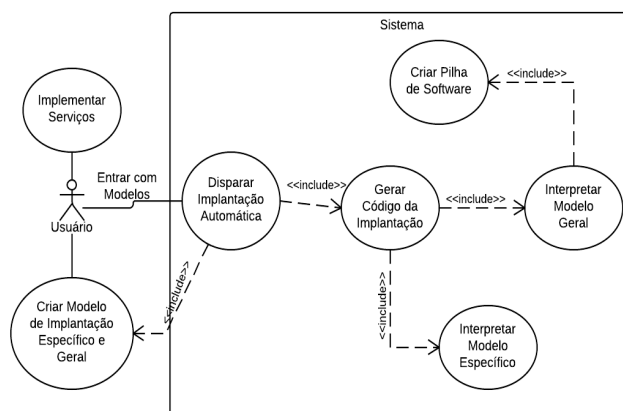 Sistema
Implementar
Serviços
Criar Pilha
de Software
<<include>>
Entrar com
Modelos
Usuário
Disparar
Implantação
Automática
<<include>>
Gerar
Código da
Implantação
<<include>>
Interpretar
Modelo
Geral
<<include>>
Criar Modelo
de Implantação
Específico e
Geral
<<include>>
Interpretar
Modelo
Específico